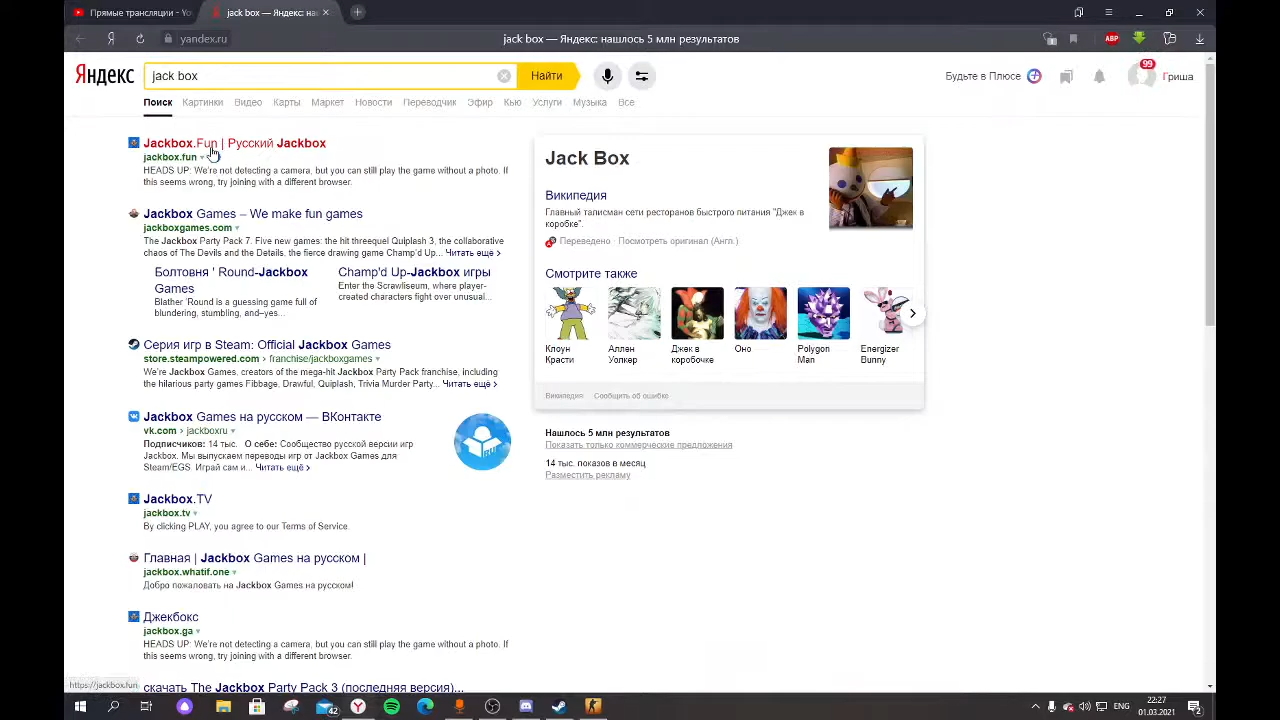 Прямые трансляции - Yo
jack box — Яндекс: на
yandex.ru
jack box — Яндекс: нашлось 5 млн результатов
ABP
Яндекс
jack box
Найти
Будьте в Плюсе
99
Гриша
Поиск
Картинки
Видео
Карты
Маркет
Новости
Переводчик
Эфир
Кью
Услуги
Музыка
Все
Jackbox.Fun | Русский Jackbox
jackbox.fun
HEADS UP: We're not detecting a camera, but you can still play the game without a photo. If
this seems wrong, try joining with a different browser.
Jackbox Games – We make fun games
jackboxgames.com
The Jackbox Party Pack 7. Five new games: the hit threequel Quiplash 3, the collaborative
chaos of The Devils and the Details, the fierce drawing game Champ'd Up... Читать ещё >
Болтовня ' Round-Jackbox
Games
Blather 'Round is a guessing game full of
blundering, stumbling, and–yes...
Champ'd Up-Jackbox игры
Enter the Scrawliseum, where player-
created characters fight over unusual...
Серия игр в Steam: Official Jackbox Games
store.steampowered.com › franchise/jackboxgames
We're Jackbox Games, creators of the mega-hit Jackbox Party Pack franchise, including
the hilarious party games Fibbage, Drawful, Quiplash, Trivia Murder Party... Читать ещё >
Jackbox Games на русском — ВКонтакте
vk.com › jackboxru
Подписчиков: 14 тыс. О себе: Сообщество русской версии игр
Jackbox. Мы выпускаем переводы игр от Jackbox Games для
Steam/EGS. Играй сам и... Читать ещё >
RU
Jackbox.TV
jackbox.tv
By clicking PLAY, you agree to our Terms of Service.
Главная | Jackbox Games на русском |
jackbox.whatif.one
Добро пожаловать на Jackbox Games на русском!
Джекбокс
jackbox.ga
HEADS UP: We're not detecting a camera, but you can still play the game without a photo. If
this seems wrong, try joining with a different browser.
скачать The Jackbox Party Pack 3 (последняя версия)...
Jack Box
Википедия
Главный талисман сети ресторанов быстрого питания "Джек в
коробке".
Переведено · Посмотреть оригинал (Англ.)
Смотрите также
Клоун
Красти
Аллен
Уолкер
Джек в
коробочке
Оно
Polygon
Man
Energizer
Bunny
Википедия
Сообщить об ошибке
Нашлось 5 млн результатов
Показать только коммерческие предложения
14 тыс. показов в месяц
Разместить рекламу
https://jackbox.fun
42
ENG
22:27
01.03.2021
2